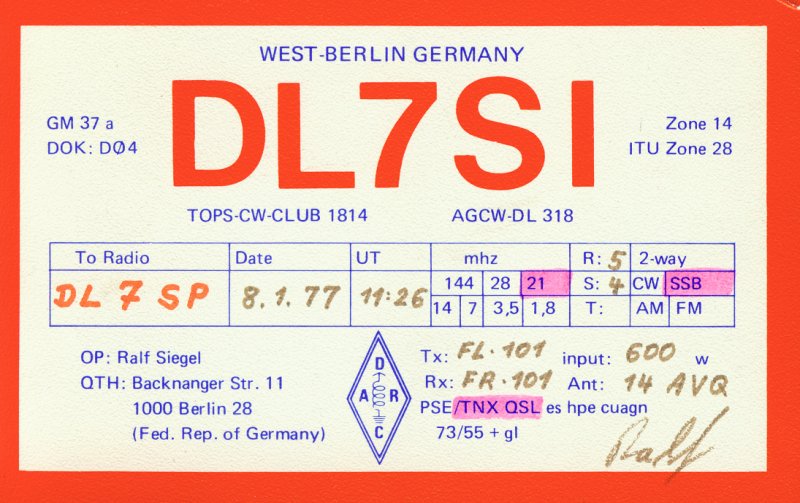 WEST-BERLIN GERMANY
DL7SI
GM 37 a
DOK: DØ4
Zone 14
ITU Zone 28
TOPS-CW-CLUB 1814 AGCW-DL 318
To Radio Date UT mhz R: 5 2-way
DL 7 SP 8.1.77 11:26 144 28 21 S: 4 CW SSB
14 7 3,5 1,8 T: AM FM
OP: Ralf Siegel
QTH: Backnanger Str. 11
1000 Berlin 28
(Fed. Rep. of Germany)
D
A R
C
Tx: FL·101 input: 600 w
Rx: FR·101 Ant: 14 AVQ
PSE/TNX QSL es hpe cuagn
73/55 + gl
Ralf